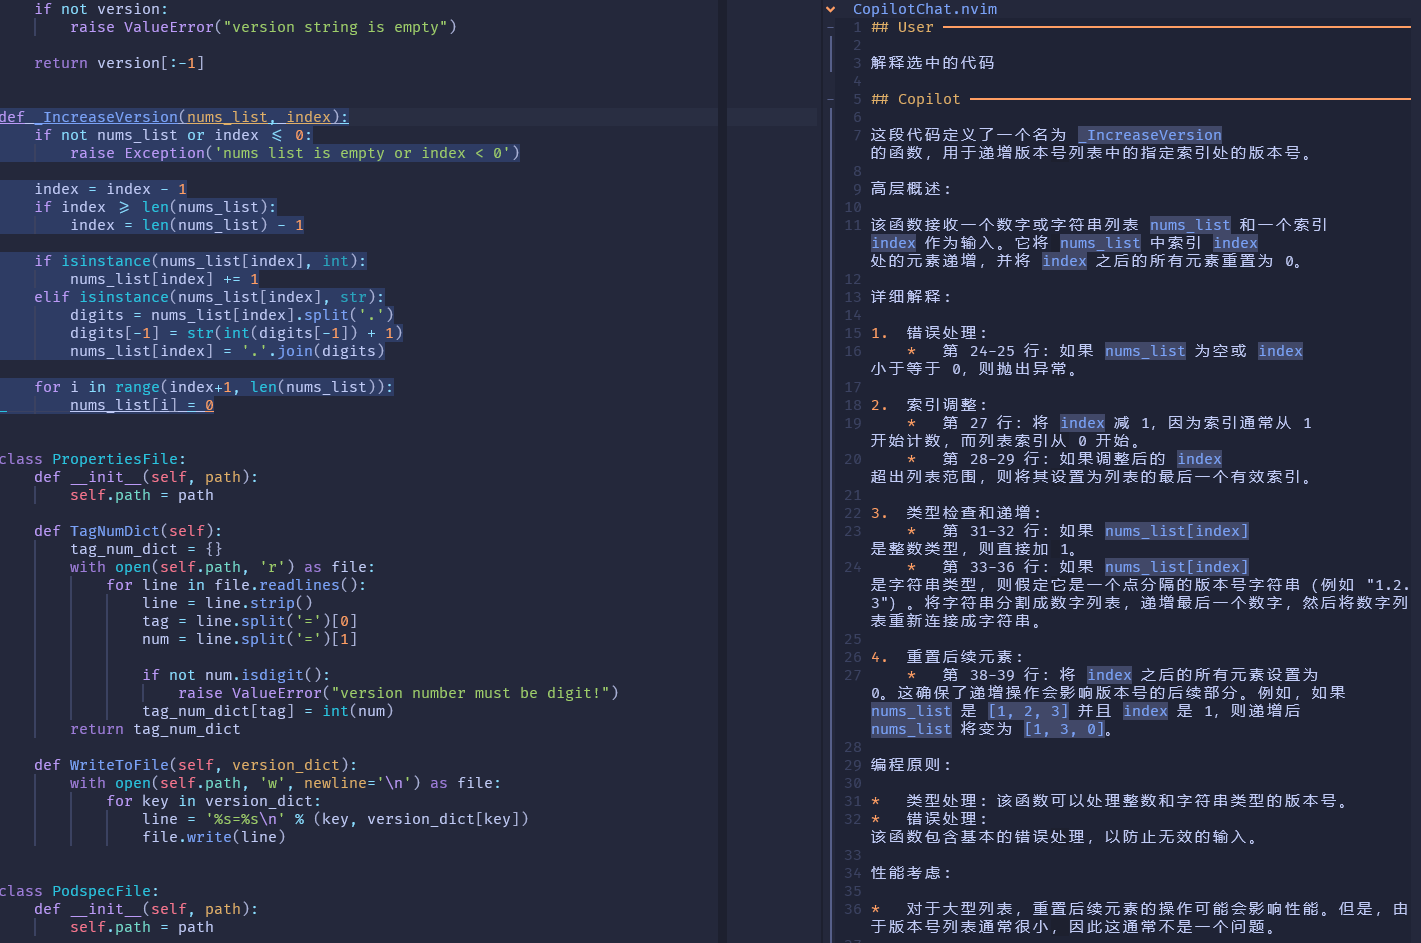 if not version:
raise ValueError("version string is empty")
return version[:-1]
def _IncreaseVersion(nums_list, index):
if not nums_list or index <= 0:
raise Exception('nums list is empty or index < 0')
index = index - 1
if index >= len(nums_list):
index = len(nums_list) - 1
if isinstance(nums_list[index], int):
nums_list[index] += 1
elif isinstance(nums_list[index], str):
digits = nums_list[index].split('.')
digits[-1] = str(int(digits[-1]) + 1)
nums_list[index] = '.'.join(digits)
for i in range(index+1, len(nums_list)):
nums_list[i] = 0
class PropertiesFile:
def __init__(self, path):
self.path = path
def TagNumDict(self):
tag_num_dict = {}
with open(self.path, 'r') as file:
for line in file.readlines():
line = line.strip()
tag = line.split('=')[0]
num = line.split('=')[1]
if not num.isdigit():
raise ValueError("version number must be digit!")
tag_num_dict[tag] = int(num)
return tag_num_dict
def WriteToFile(self, version_dict):
with open(self.path, 'w', newline='\n') as file:
for key in version_dict:
line = '%s=%s\n' % (key, version_dict[key])
file.write(line)
class PodspecFile:
def __init__(self, path):
self.path = path
CopilotChat.nvim
1 ## User
2
3 解释选中的代码
4
5 ## Copilot
6
7 这段代码定义了一个名为 _IncreaseVersion
的函数，用于递增版本号列表中的指定索引处的版本号。
8
9 高层概述：
10
11 该函数接收一个数字或字符串列表 nums_list 和一个索引
index 作为输入。它将 nums_list 中索引 index
处的元素递增，并将 index 之后的所有元素重置为 0。
12
13 详细解释：
14
15 1. 错误处理：
16 * 第 24-25 行：如果 nums_list 为空或 index
小于等于 0，则抛出异常。
17
18 2. 索引调整：
19 * 第 27 行：将 index 减 1，因为索引通常从 1
开始计数，而列表索引从 0 开始。
20 * 第 28-29 行：如果调整后的 index
超出列表范围，则将其设置为列表的最后一个有效索引。
21
22 3. 类型检查和递增：
23 * 第 31-32 行：如果 nums_list[index]
是整数类型，则直接加 1。
24 * 第 33-36 行：如果 nums_list[index]
是字符串类型，则假定它是一个点分隔的版本号字符串（例如 "1.2.
3"）。将字符串分割成数字列表，递增最后一个数字，然后将数字列
表重新连接成字符串。
25
26 4. 重置后续元素：
27 * 第 38-39 行：将 index 之后的所有元素设置为
0。这确保了递增操作会影响版本号的后续部分。例如，如果
nums_list 是 [1, 2, 3] 并且 index 是 1，则递增后
nums_list 将变为 [1, 3, 0]。
28
29 编程原则：
30
31 * 类型处理：该函数可以处理整数和字符串类型的版本号。
32 * 错误处理：
该函数包含基本的错误处理，以防止无效的输入。
33
34 性能考虑：
35
36 * 对于大型列表，重置后续元素的操作可能会影响性能。但是，由
于版本号列表通常很小，因此这通常不是一个问题。